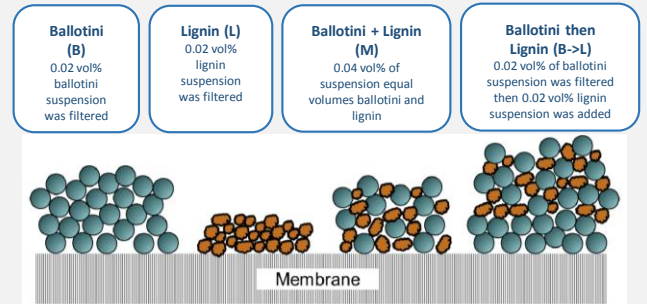 Ballotini
(B)
0.02 vol%
ballotini
suspension
was filtered
Lignin (L)
0.02 vol%
lignin
suspension
was filtered
Ballotini + Lignin
(M)
0.04 vol% of
suspension equal
volumes ballotini and
lignin
Ballotini then
Lignin (B->L)
0.02 vol% of ballotini
suspension was filtered
then 0.02 vol% lignin
suspension was added
Membrane